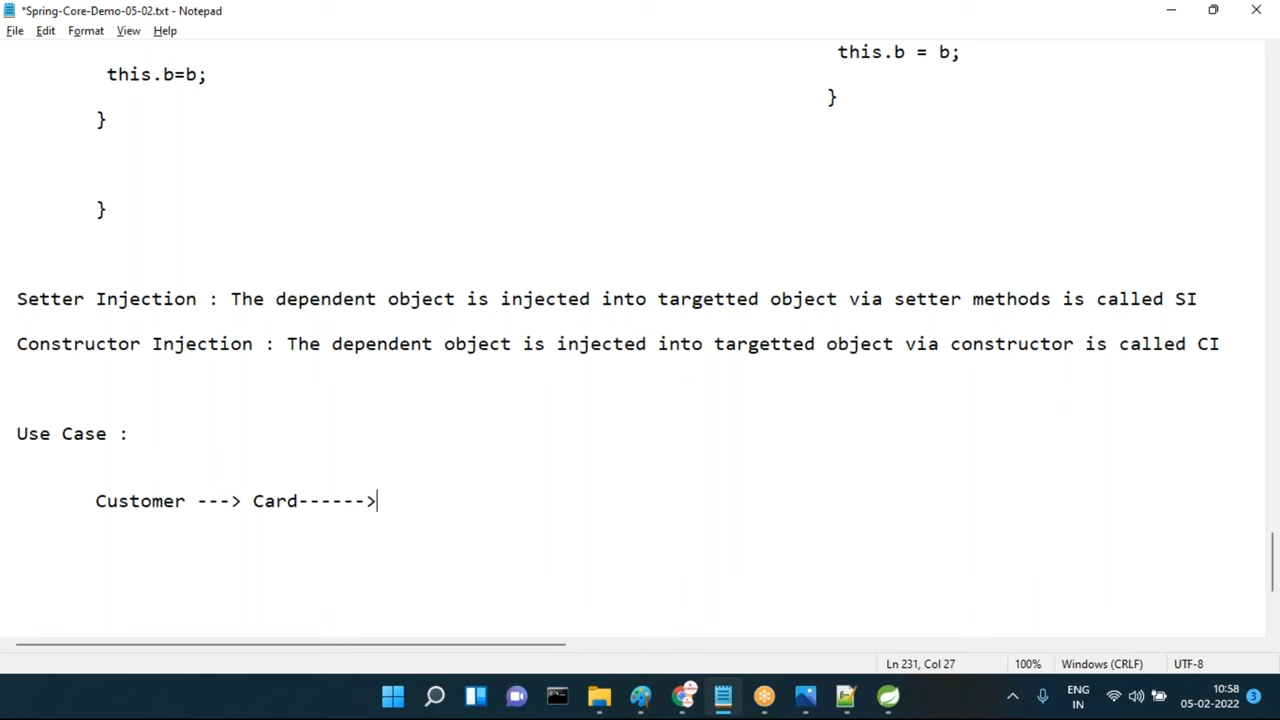 *Spring-Core-Demo-05-02.txt - Notepad
File Edit Format View Help
this.b = b;
this.b=b;
}
}
}
Setter Injection : The dependent object is injected into targetted object via setter methods is called SI
Constructor Injection : The dependent object is injected into targetted object via constructor is called CI
Use Case :
Customer ---> Card------>
Ln 231, Col 27 100% Windows (CRLF) UTF-8
ENG
IN
10:58
05-02-2022
3